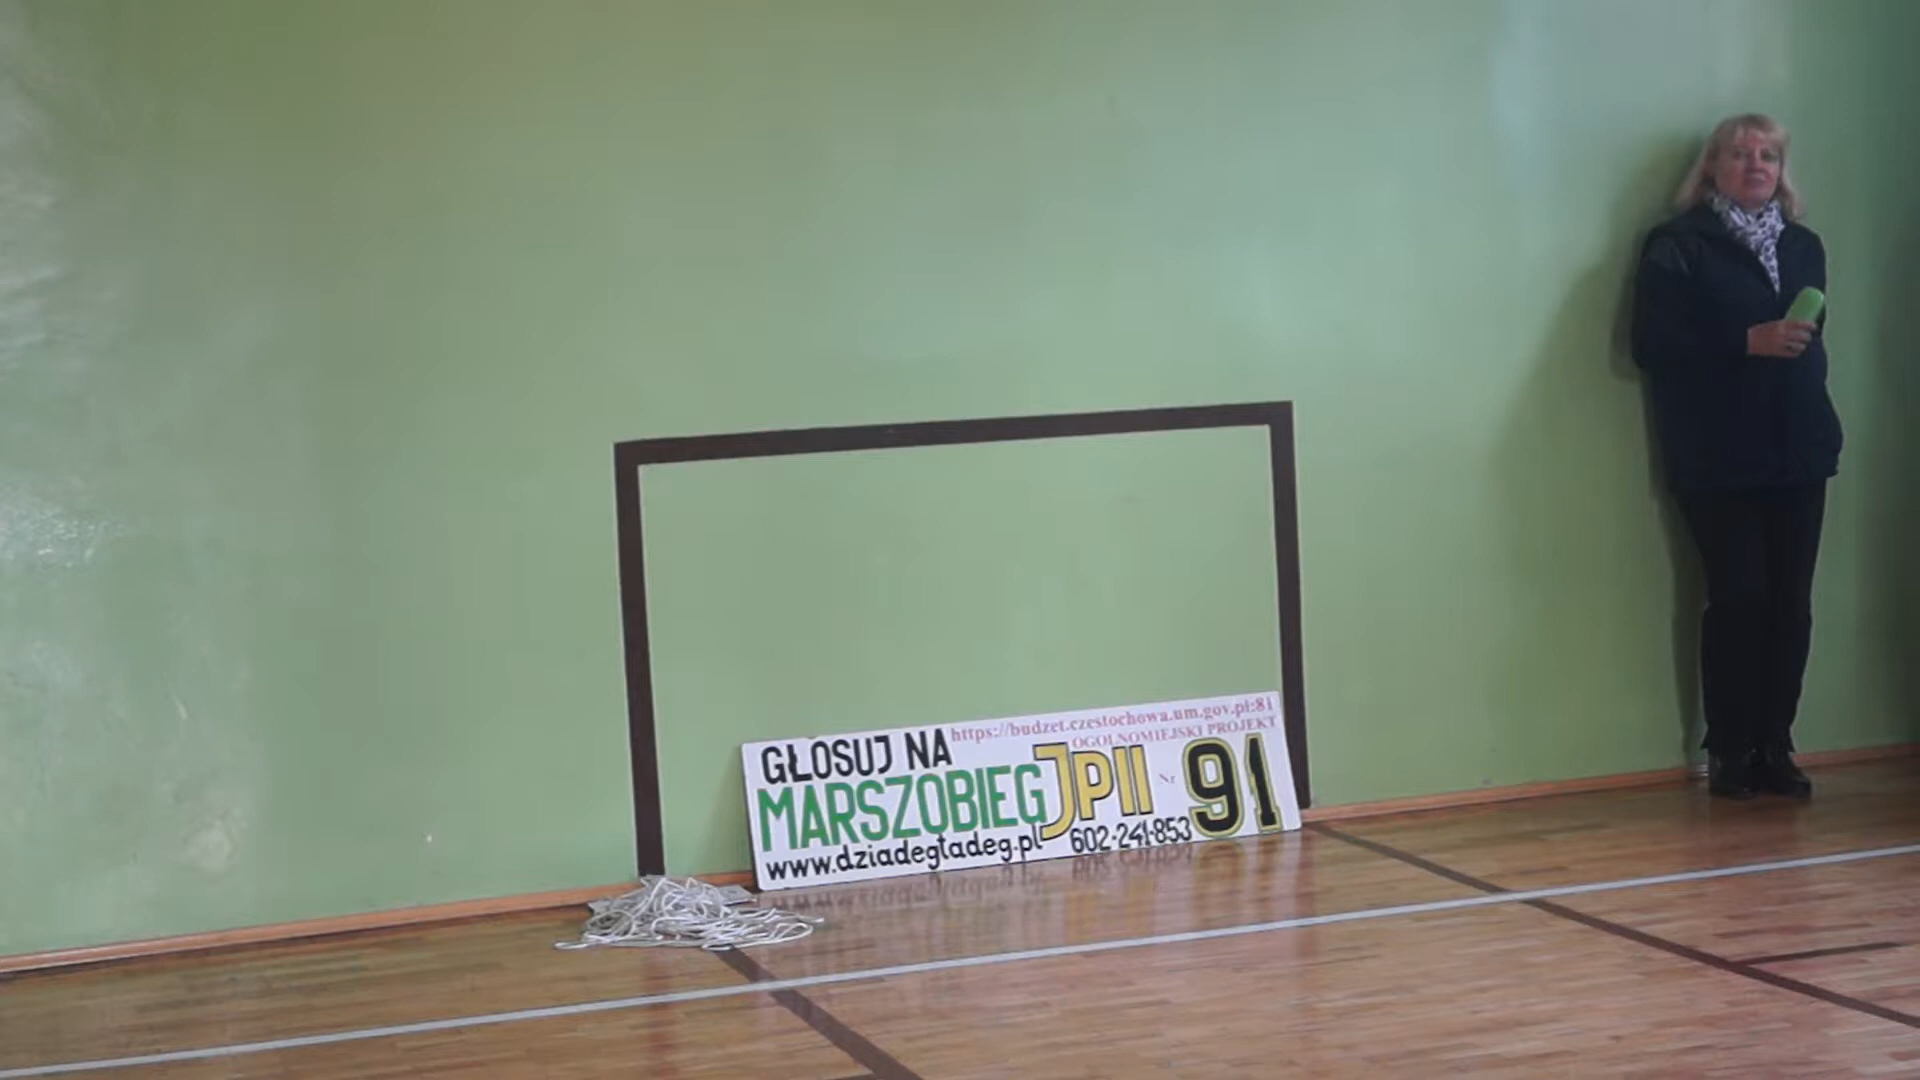 https://budzet.czestochowa.um.gov.pl:81
OGOLNOMIEJSKI PROJEKT
GŁOSUJ NA
MARSZOBIEG JPII Nr 91
www.dziadegtadeg.pl 602-241-853